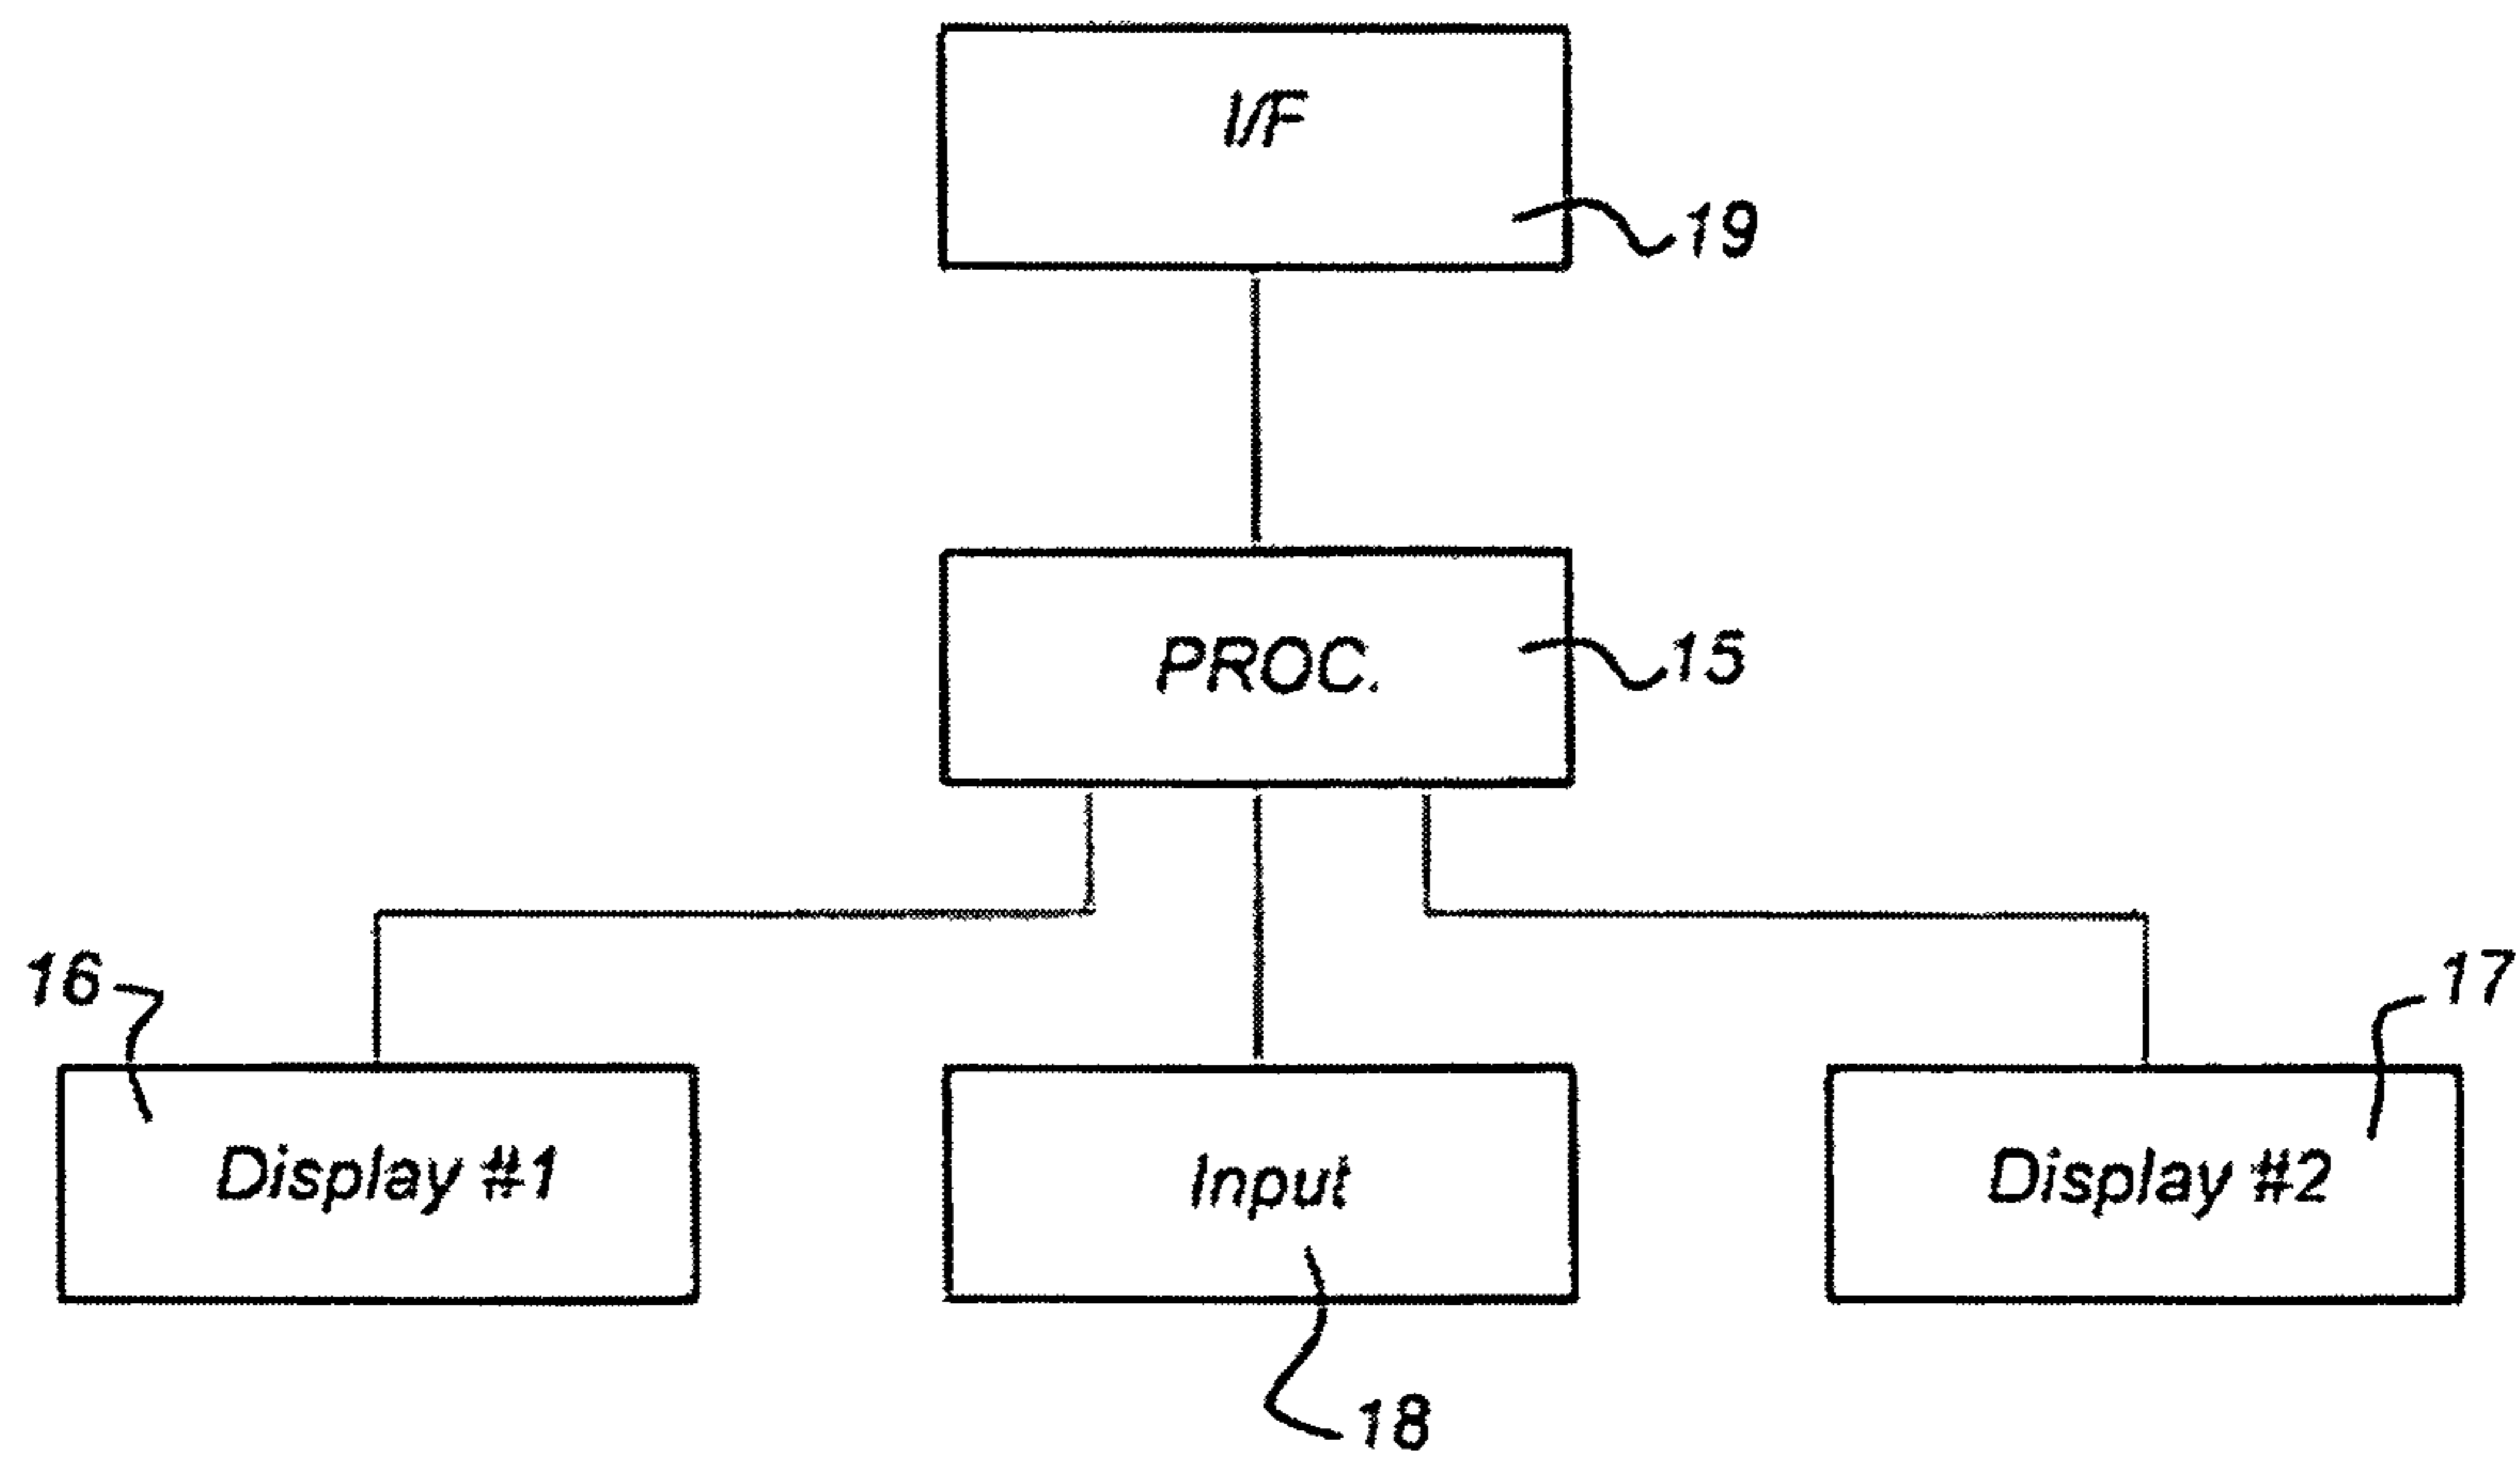 I/F
19
PROC.
15
16
17
Display #1
Input
Display #2
18